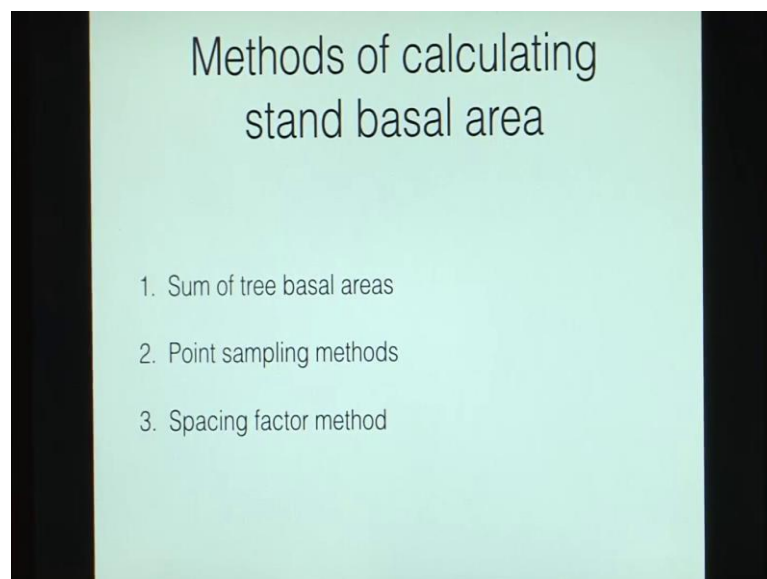 Methods of calculating
stand basal area
1. Sum of tree basal areas
2. Point sampling methods
3. Spacing factor method